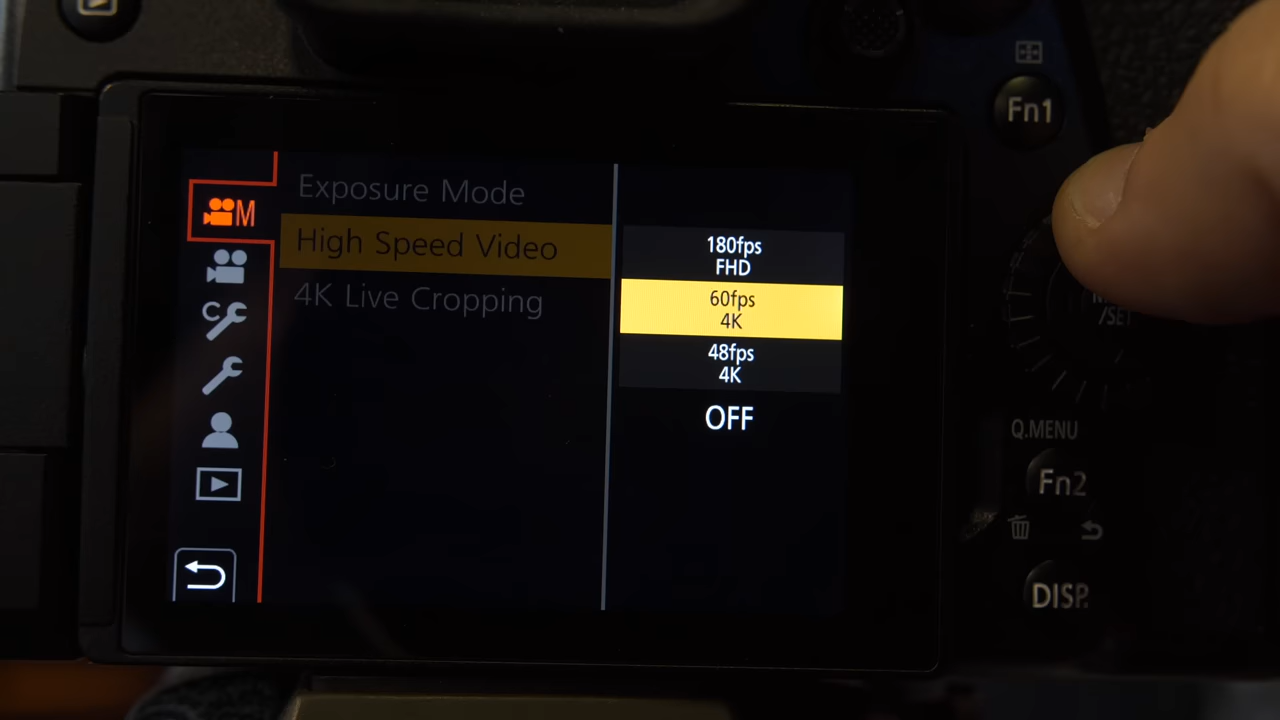 Fn1
M
Exposure Mode
High Speed Video
4K Live Cropping
180fps
FHD
60fps
4K
48fps
4K
OFF
C
/SET
Q.MENU
Fn2
DISP.